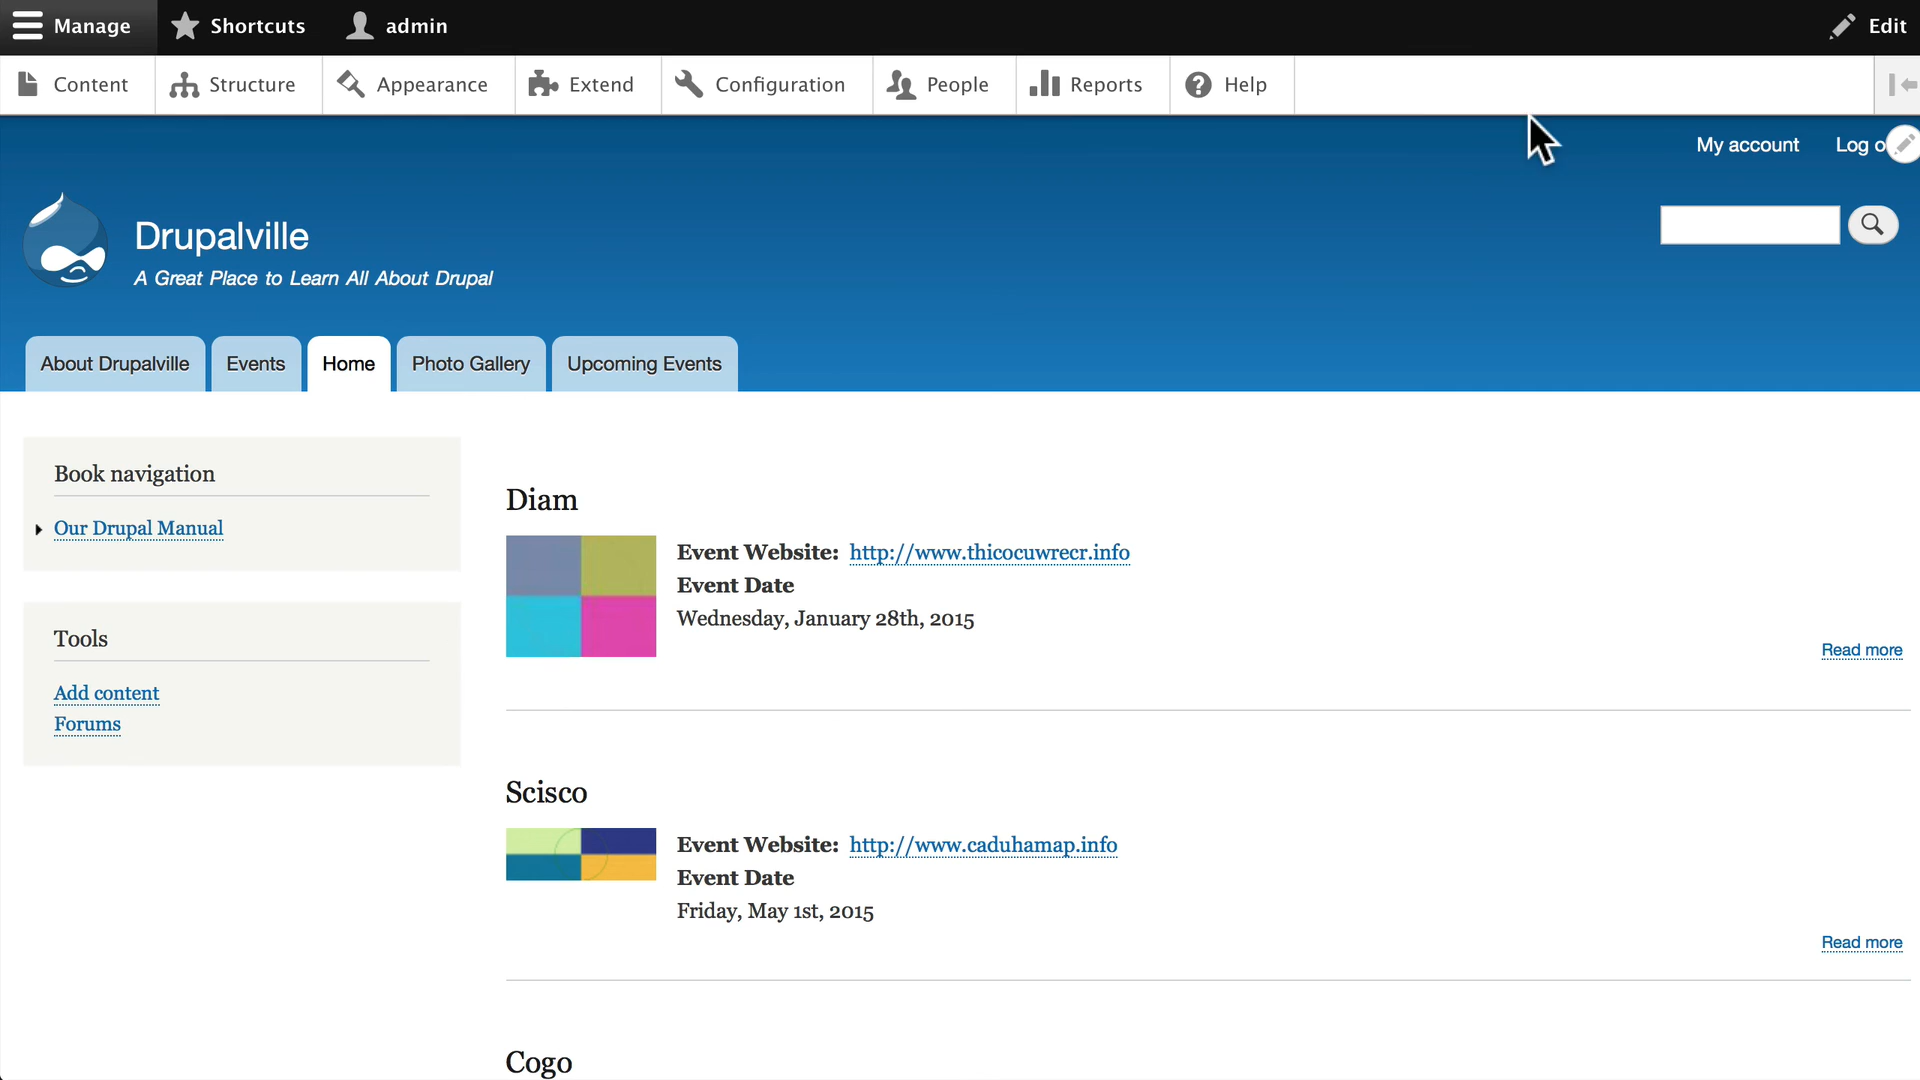 Manage Shortcuts admin Edit
Content Structure Appearance Extend Configuration People Reports Help
My account Log o
Drupalville
A Great Place to Learn All About Drupal
About Drupalville Events Home Photo Gallery Upcoming Events
Book navigation
Our Drupal Manual
Tools
Add content
Forums
Diam
Event Website: http://www.thicocuwrecr.info
Event Date
Wednesday, January 28th, 2015
Read more
Scisco
Event Website: http://www.caduhamap.info
Event Date
Friday, May 1st, 2015
Read more
Cogo